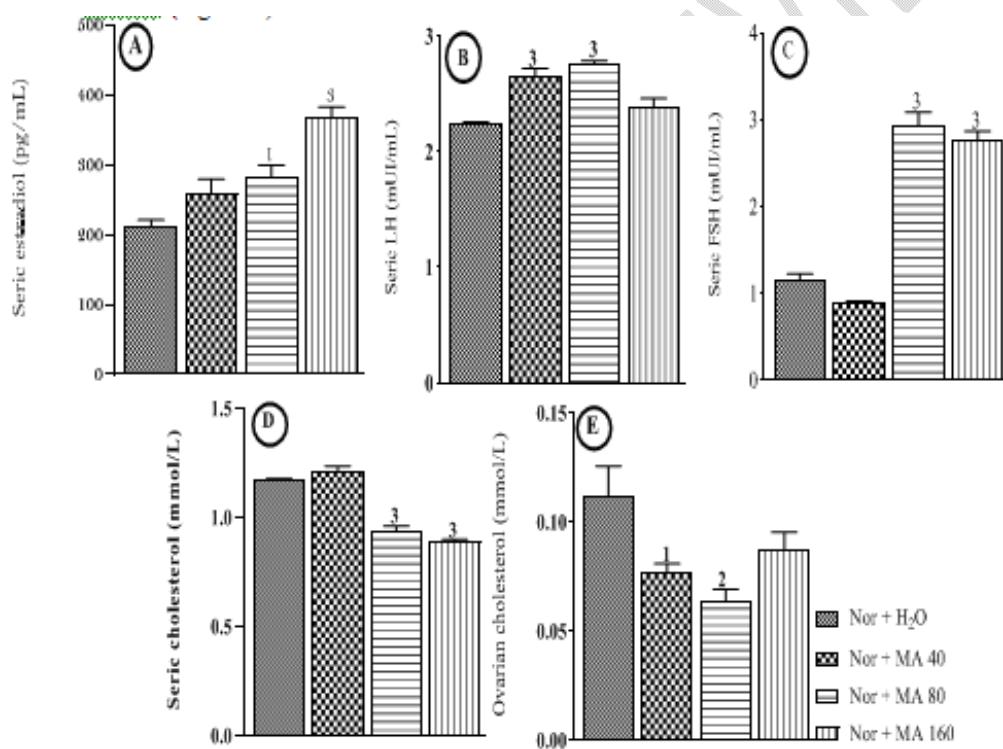 A
Seric estradiol (pg/mL)
500
400
300
200
100
0
1
B
Seric LH (mUI/mL)
3
2
1
0
3
3
C
Seric FSH (mUI/mL)
4
3
2
1
0
3
3
D
Seric cholesterol (mmol/L)
1.5
1.0
0.5
0.0
3
3
E
Ovarian cholesterol (mmol/L)
0.15
0.10
0.05
0.00
1
2
Nor + H₂O
Nor + MA 40
Nor + MA 80
Nor + MA 160